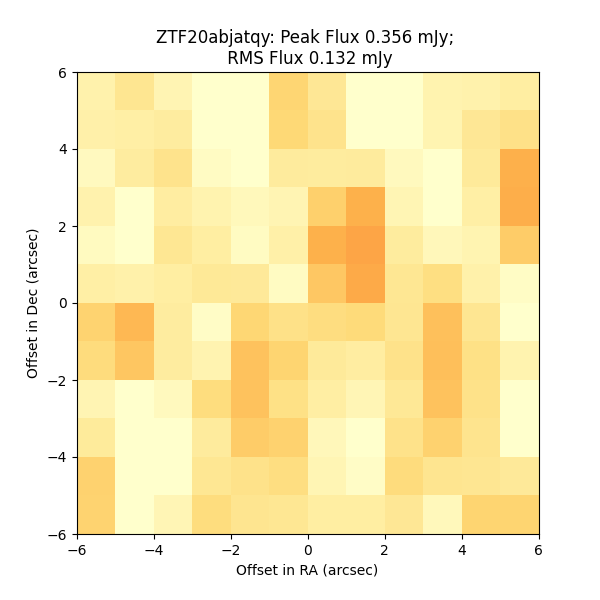 ZTF20abjatqy: Peak Flux 0.356 mJy;
RMS Flux 0.132 mJy
6
4
2
0
−2
−4
−6
Offset in Dec (arcsec)
−6 −4 −2 0 2 4 6
Offset in RA (arcsec)